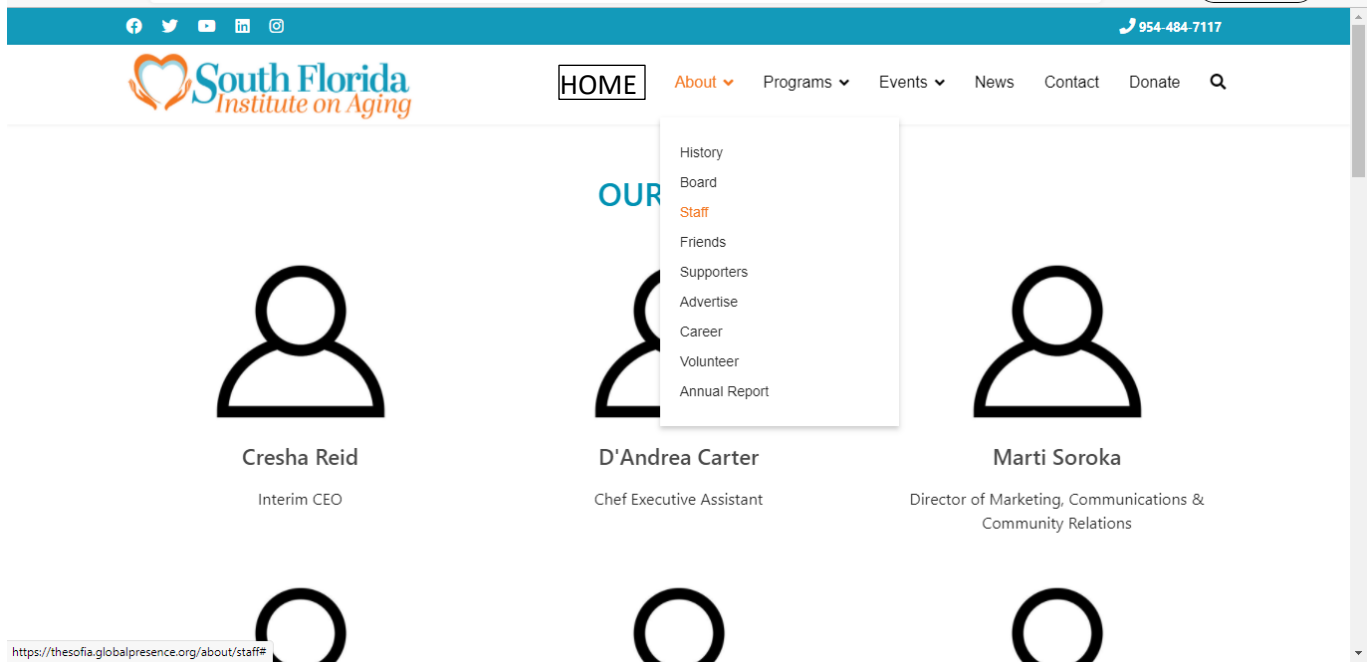 954-484-7117
South Florida
Institute on Aging
HOME About Programs Events News Contact Donate
History
Board
Staff
Friends
Supporters
Advertise
Career
Volunteer
Annual Report
OUR
Cresha Reid
Interim CEO
D'Andrea Carter
Chef Executive Assistant
Marti Soroka
Director of Marketing, Communications &
Community Relations
https://thesofia.globalpresence.org/about/staff#